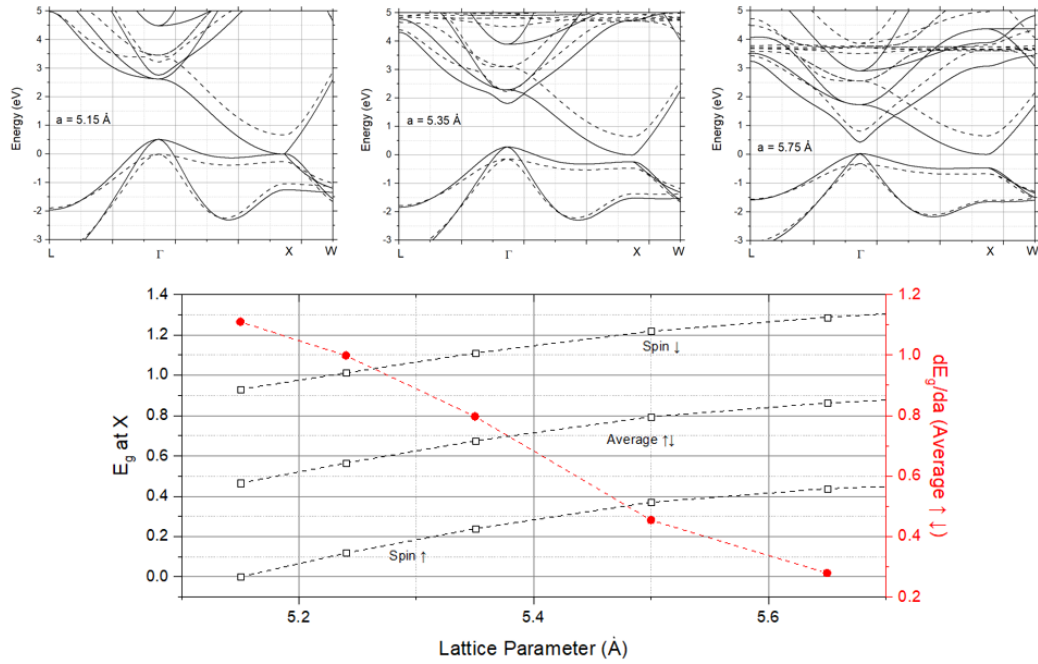 5
4
3
2
1
0
-1
-2
-3
Energy (eV)
a = 5.15 Å
L
Γ
X
W
5
4
3
2
1
0
-1
-2
-3
Energy (eV)
a = 5.35 Å
L
Γ
X
W
5
4
3
2
1
0
-1
-2
-3
Energy (eV)
a = 5.75 Å
L
Γ
X
W
1.4
1.2
1.0
0.8
0.6
0.4
0.2
0.0
E_g at X
Spin ↓
Average ↑↓
Spin ↑
1.2
1.0
0.8
0.6
0.4
0.2
dE_g/da (Average ↑ ↓)
5.2
5.4
5.6
Lattice Parameter (Å)